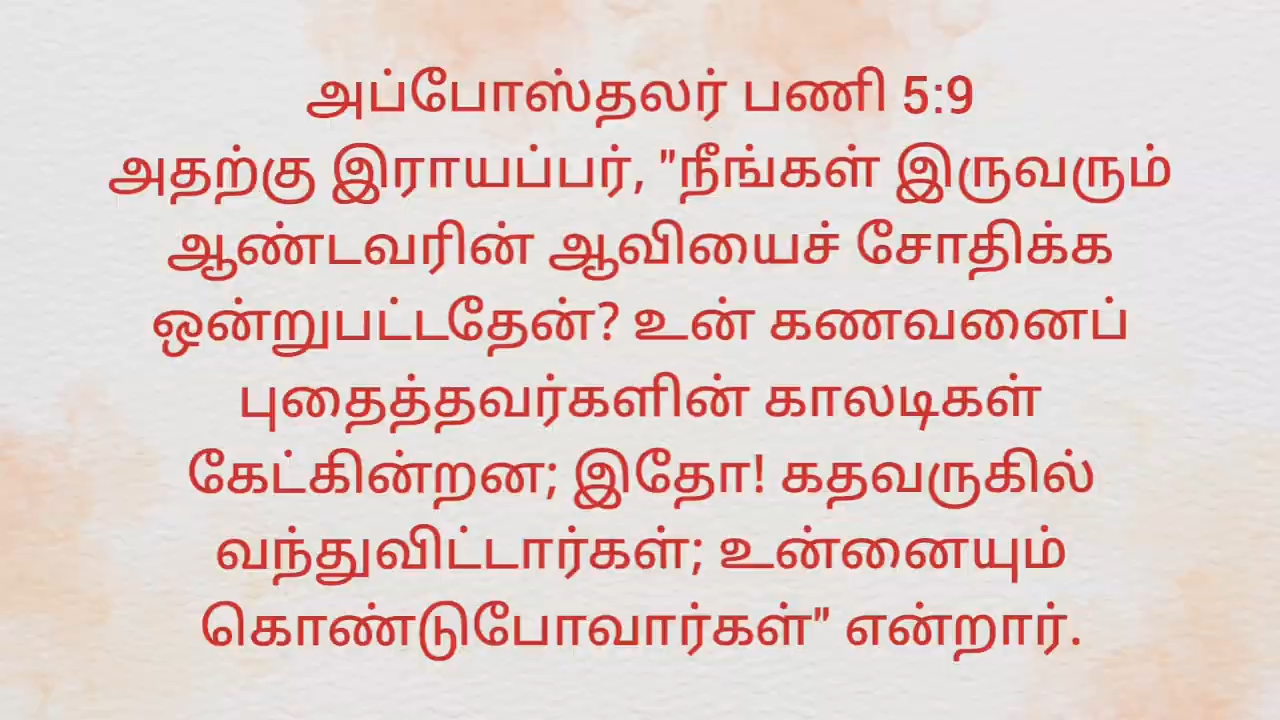 அப்போஸ்தலர் பணி 5:9
அதற்கு இராயப்பர், "நீங்கள் இருவரும்
ஆண்டவரின் ஆவியைச் சோதிக்க
ஒன்றுபட்டதேன்? உன் கணவனைப்
புதைத்தவர்களின் காலடிகள்
கேட்கின்றன; இதோ! கதவருகில்
வந்துவிட்டார்கள்; உன்னையும்
கொண்டுபோவார்கள்" என்றார்.